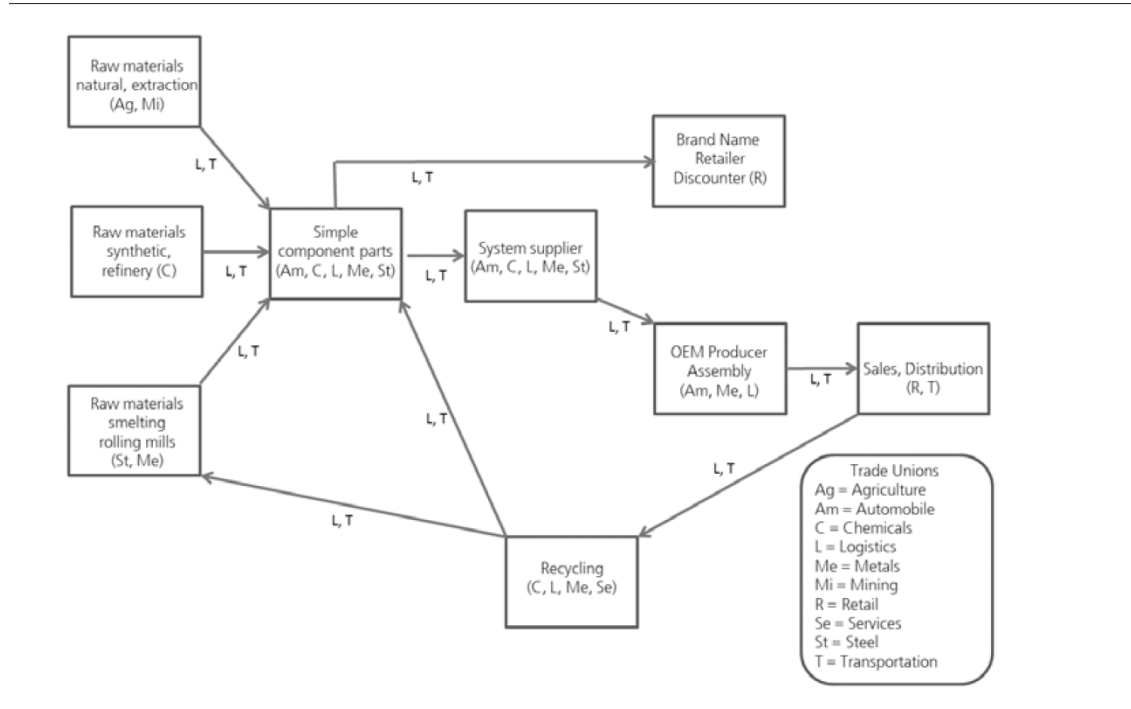 Raw materials
natural, extraction
(Ag, Mi)
L, T
Brand Name
Retailer
Discounter (R)
L, T
Raw materials
synthetic,
refinery (C)
L, T
Simple
component parts
(Am, C, L, Me, St)
L, T
System supplier
(Am, C, L, Me, St)
L, T
OEM Producer
Assembly
(Am, Me, L)
L, T
Sales, Distribution
(R, T)
L, T
Raw materials
smelting
rolling mills
(St, Me)
L, T
L, T
L, T
Recycling
(C, L, Me, Se)
Trade Unions
Ag = Agriculture
Am = Automobile
C = Chemicals
L = Logistics
Me = Metals
Mi = Mining
R = Retail
Se = Services
St = Steel
T = Transportation